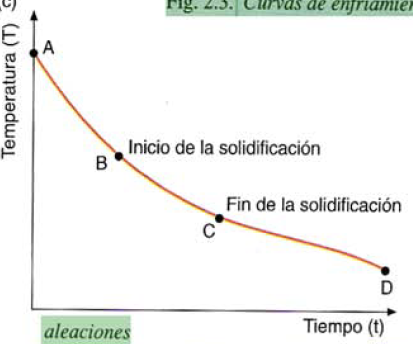 Fig. 2.3. Curvas de enfriamien
Temperatura (T)
A
B
Inicio de la solidificación
Fin de la solidificación
C
D
Tiempo (t)
aleaciones